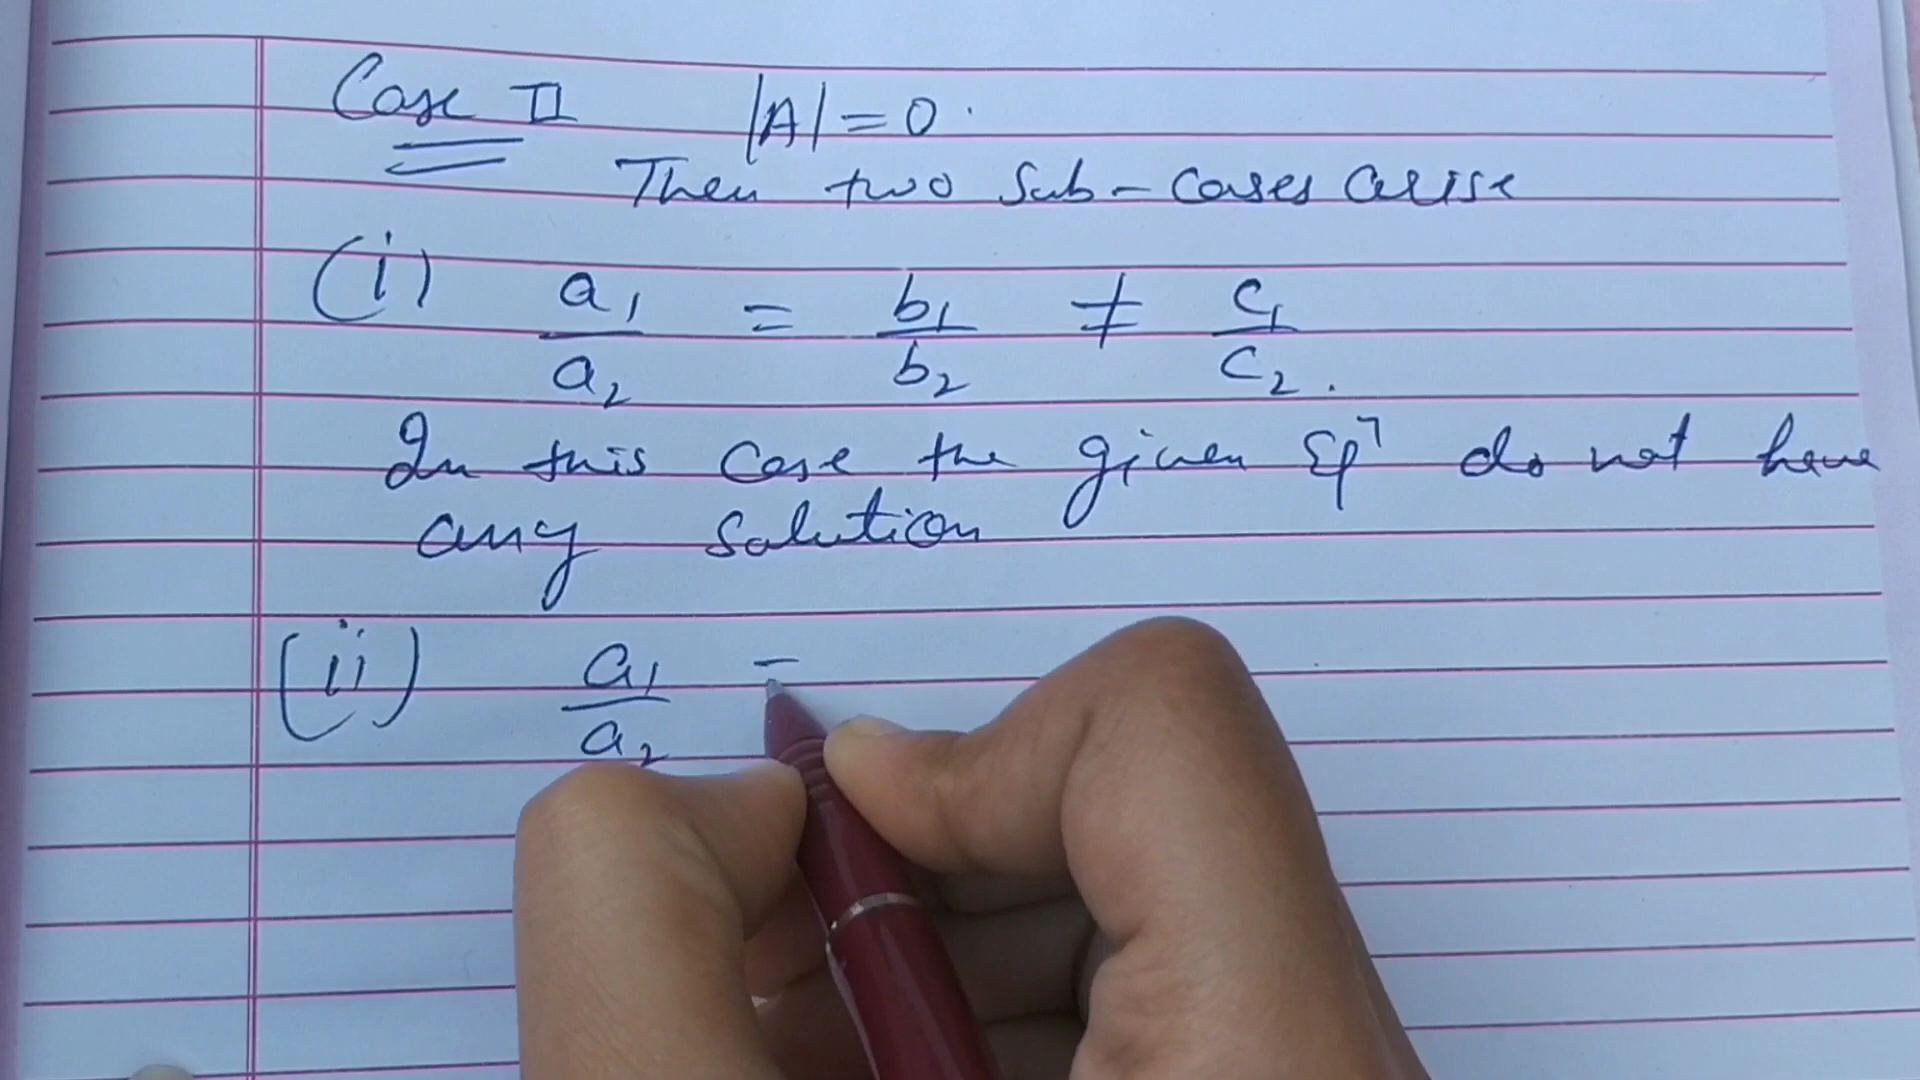 Case II |A| = 0.
Then two Sub-Cases arise
(i) a1/a2 = b1/b2 ≠ c1/c2.
In this case the given Eqn do not have
any solution
(ii) a1/a2 =